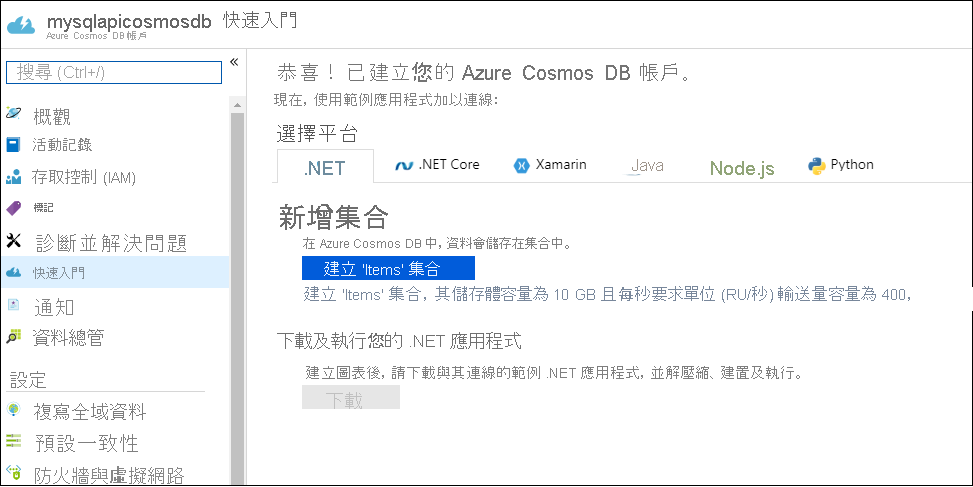 mysqlapicosmosdb 快速入門
Azure Cosmos DB 帳戶
搜尋 (Ctrl+/)
«
概觀
活動記錄
存取控制 (IAM)
標記
診斷並解決問題
快速入門
通知
資料總管
設定
複寫全域資料
預設一致性
防火牆與虛擬網路
恭喜！ 已建立您的 Azure Cosmos DB 帳戶。
現在, 使用範例應用程式加以連線:
選擇平台
.NET .NET Core Xamarin Java Node.js Python
新增集合
在 Azure Cosmos DB 中, 資料會儲存在集合中。
建立 'Items' 集合
建立 'Items' 集合, 其儲存體容量為 10 GB 且每秒要求單位 (RU/秒) 輸送量容量為 400,
下載及執行您的 .NET 應用程式
建立圖表後, 請下載與其連線的範例 .NET 應用程式, 並解壓縮、建置及執行。
下載